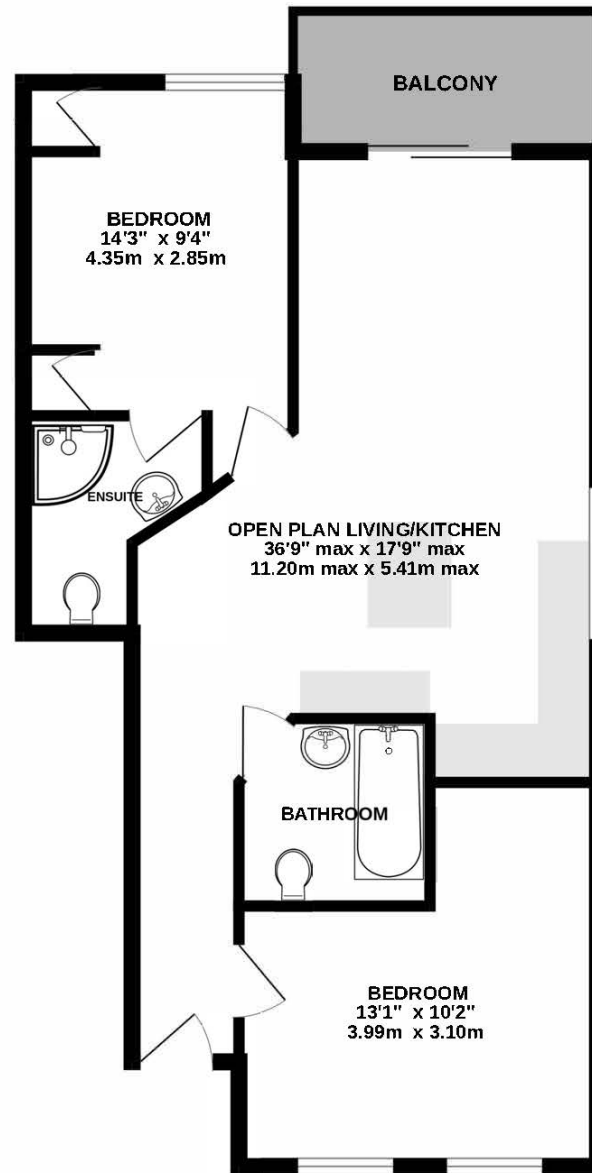 BALCONY
BEDROOM
14'3" x 9'4"
4.35m x 2.85m
ENSUITE
OPEN PLAN LIVING/KITCHEN
36'9" max x 17'9" max
11.20m max x 5.41m max
BATHROOM
BEDROOM
13'1" x 10'2"
3.99m x 3.10m